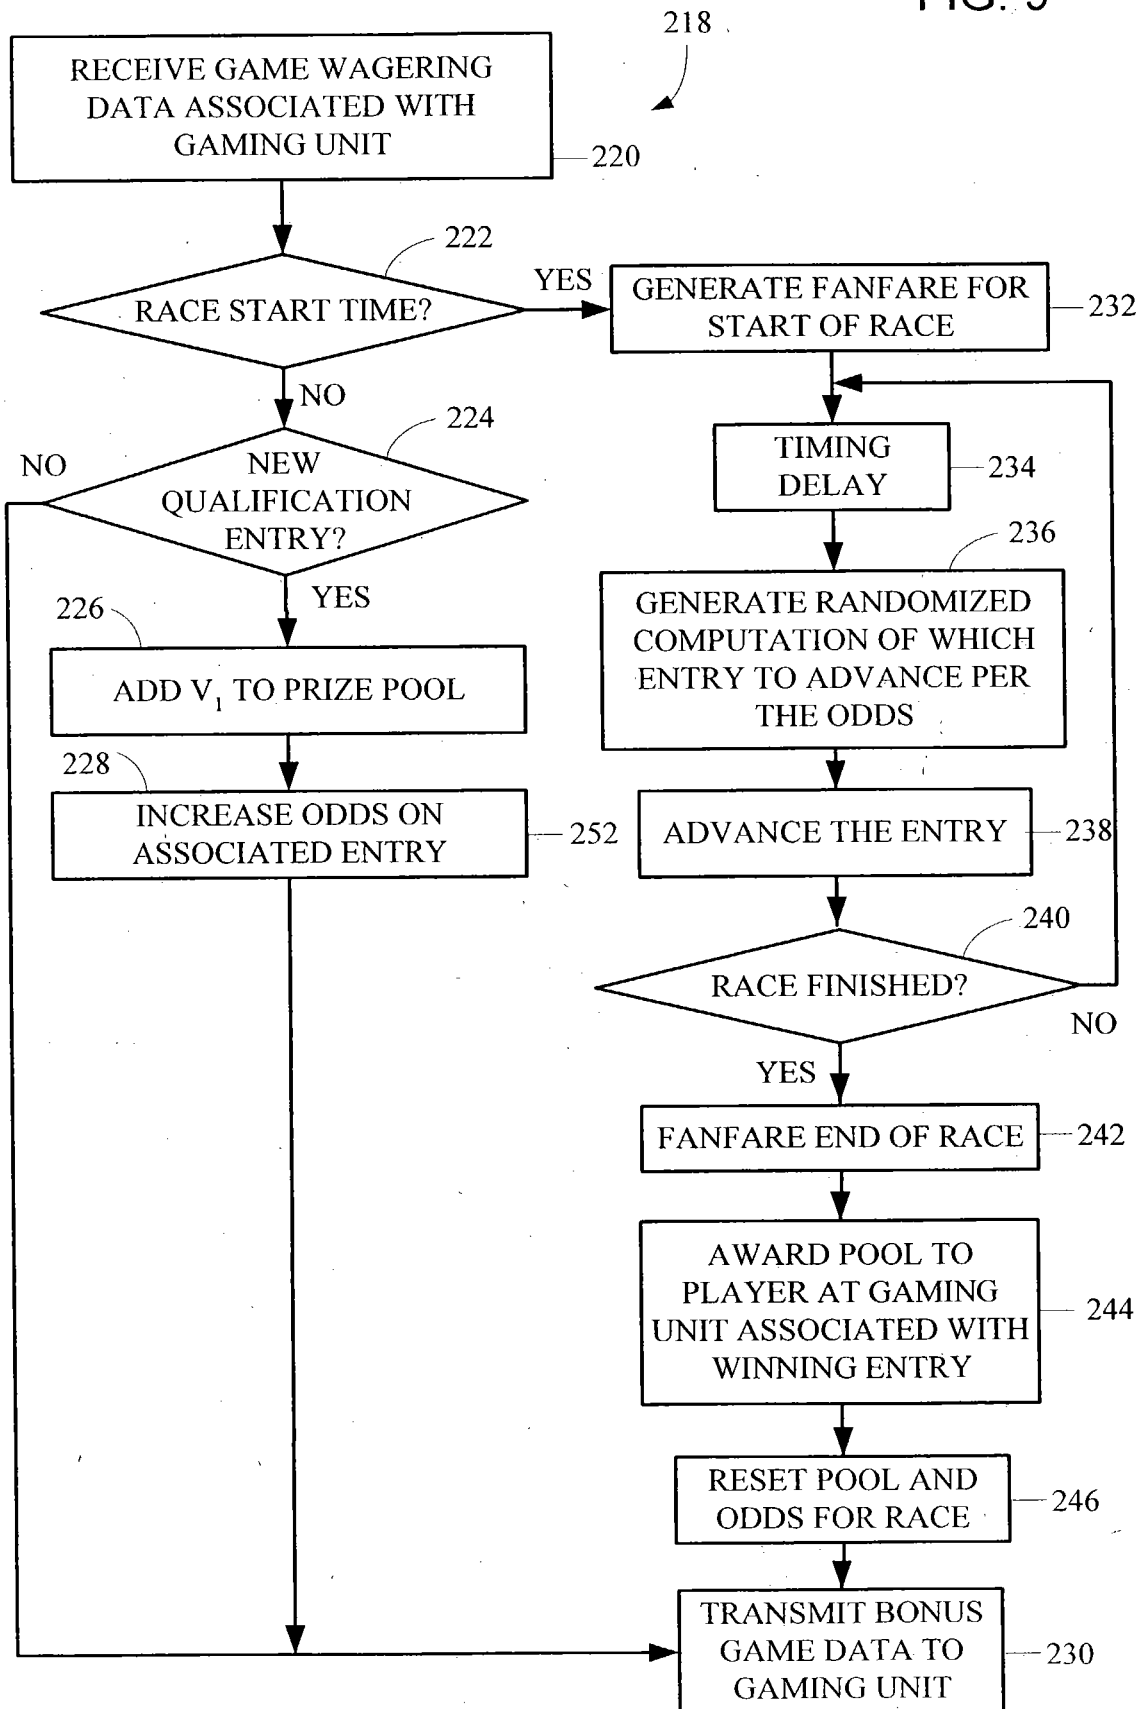 FIG. 9
218
RECEIVE GAME WAGERING
DATA ASSOCIATED WITH
GAMING UNIT
220
222
RACE START TIME?
YES
GENERATE FANFARE FOR
START OF RACE
232
NO
224
NO
NEW
QUALIFICATION
ENTRY?
YES
TIMING
DELAY
234
236
GENERATE RANDOMIZED
COMPUTATION OF WHICH
ENTRY TO ADVANCE PER
THE ODDS
226
ADD V1 TO PRIZE POOL
228
INCREASE ODDS ON
ASSOCIATED ENTRY
252
ADVANCE THE ENTRY
238
240
RACE FINISHED?
NO
YES
FANFARE END OF RACE
242
AWARD POOL TO
PLAYER AT GAMING
UNIT ASSOCIATED WITH
WINNING ENTRY
244
RESET POOL AND
ODDS FOR RACE
246
TRANSMIT BONUS
GAME DATA TO
GAMING UNIT
230